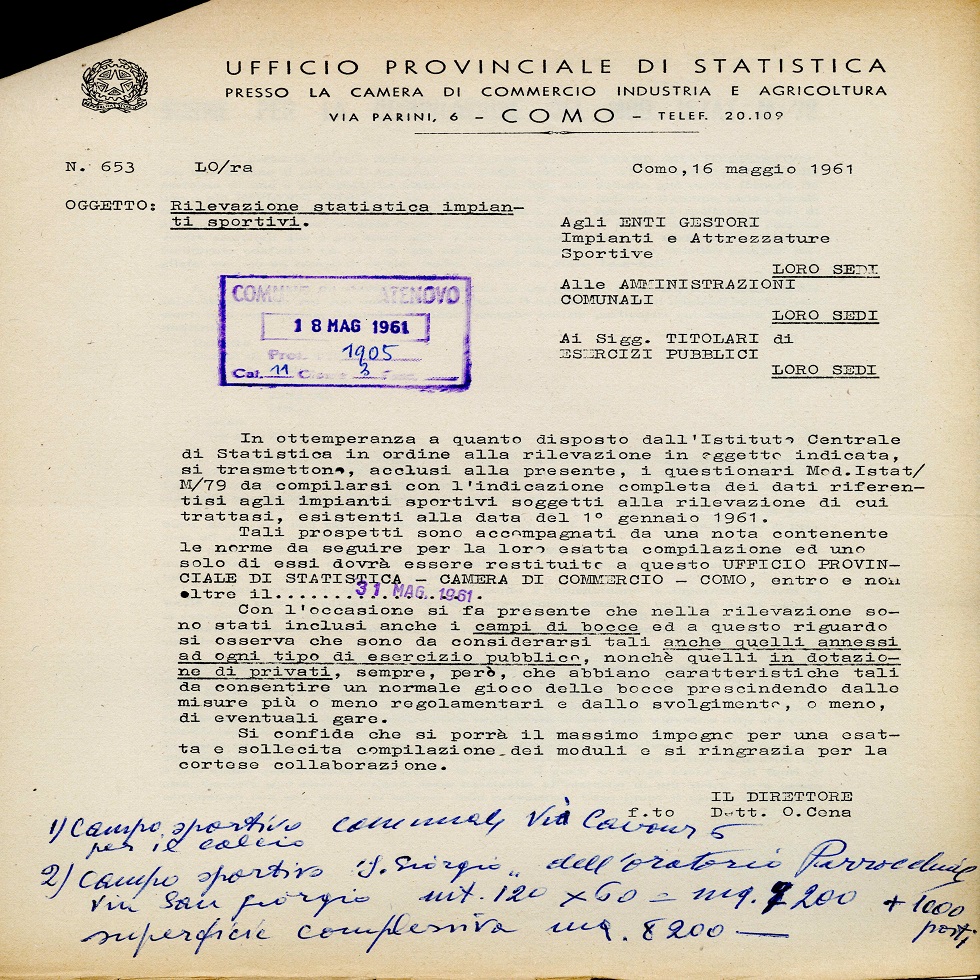 UFFICIO PROVINCIALE DI STATISTICA
PRESSO LA CAMERA DI COMMERCIO INDUSTRIA E AGRICOLTURA
VIA PARINI, 6 – COMO – TELEF. 20.109
N. 653 LO/ra Como,16 maggio 1961
OGGETTO: Rilevazione statistica impian–
ti sportivi.
Agli ENTI GESTORI
Impianti e Attrezzature
Sportive
LORO SEDI
Alle AMMINISTRAZIONI
COMUNALI
LORO SEDI
Ai Sigg. TITOLARI di
ESERCIZI PUBBLICI
LORO SEDI
COMUNE ATENOVO
18 MAG 1961
Prot. 1905
Cat. 11 Classe 3 Fasc.
In ottemperanza a quanto disposto dall'Istituto Centrale
di Statistica in ordine alla rilevazione in oggetto indicata,
si trasmettono, acclusi alla presente, i questionari Mod.Istat/
M/79 da compilarsi con l'indicazione completa dei dati riferen–
tisi agli impianti sportivi soggetti alla rilevazione di cui
trattasi, esistenti alla data del 1° gennaio 1961.
Tali prospetti sono accompagnati da una nota contenente
le norme da seguire per la loro esatta compilazione ed uno
solo di essi dovrà essere restituito a questo UFFICIO PROVIN–
CIALE DI STATISTICA – CAMERA DI COMMERCIO – COMO, entro e non
oltre il........31 MAG. 1961.
Con l'occasione si fa presente che nella rilevazione so–
no stati inclusi anche i campi di bocce ed a questo riguardo
si osserva che sono da considerarsi tali anche quelli annessi
ad ogni tipo di esercizio pubblico, nonchè quelli in dotazio–
ne di privati, sempre, però, che abbiano caratteristiche tali
da consentire un normale gioco delle bocce prescindendo dalle
misure più o meno regolamentari e dallo svolgimento, o meno,
di eventuali gare.
Si confida che si porrà il massimo impegno per una esat–
ta e sollecita compilazione dei moduli e si ringrazia per la
cortese collaborazione.
IL DIRETTORE
f.to Dott. O.Cena
1) Campo sportivo comunale Via Cavour 5
per il calcio
2) Campo sportivo "S. Giorgio" dell'oratorio Parrocchiale
Via San Giorgio mt. 120 x 60 = mq. 7200 + 1000
posti
superficie complessiva mq. 8200 —